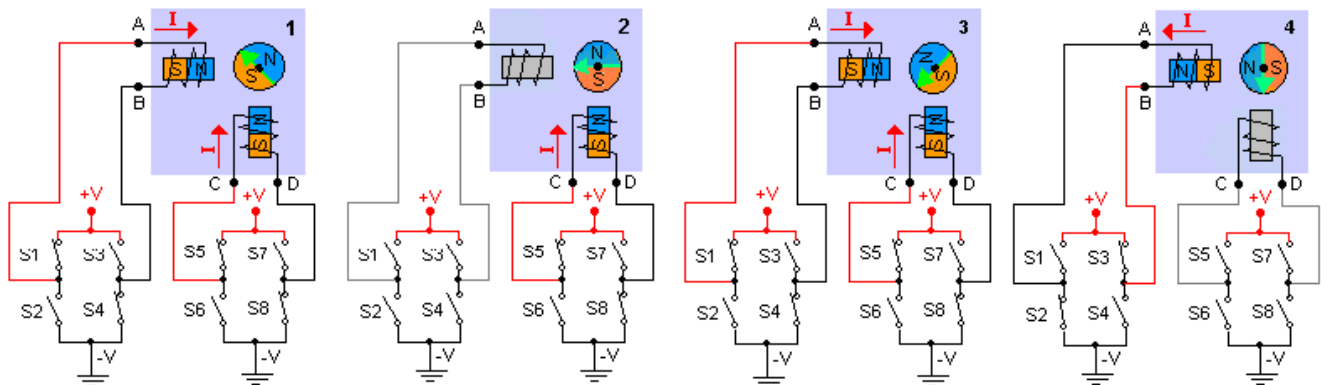 A I 1
N
S
S N
B
N
S
I
C D
+V +V
S1 S3 S5 S7
S2 S4 S6 S8
-V -V
A 2
N
S
B
N
S
I
C D
+V +V
S1 S3 S5 S7
S2 S4 S6 S8
-V -V
A I 3
N
S
S N
B
N
S
I
C D
+V +V
S1 S3 S5 S7
S2 S4 S6 S8
-V -V
A I 4
N S
N S
B
C D
+V +V
S1 S3 S5 S7
S2 S4 S6 S8
-V -V